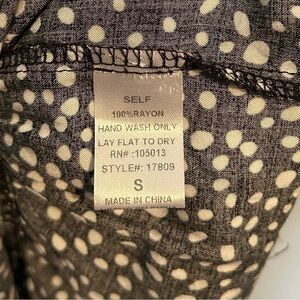 SELF
100%RAYON
HAND WASH ONLY
LAY FLAT TO DRY
RN# :105013
STYLE#: 17809
S
MADE IN CHINA